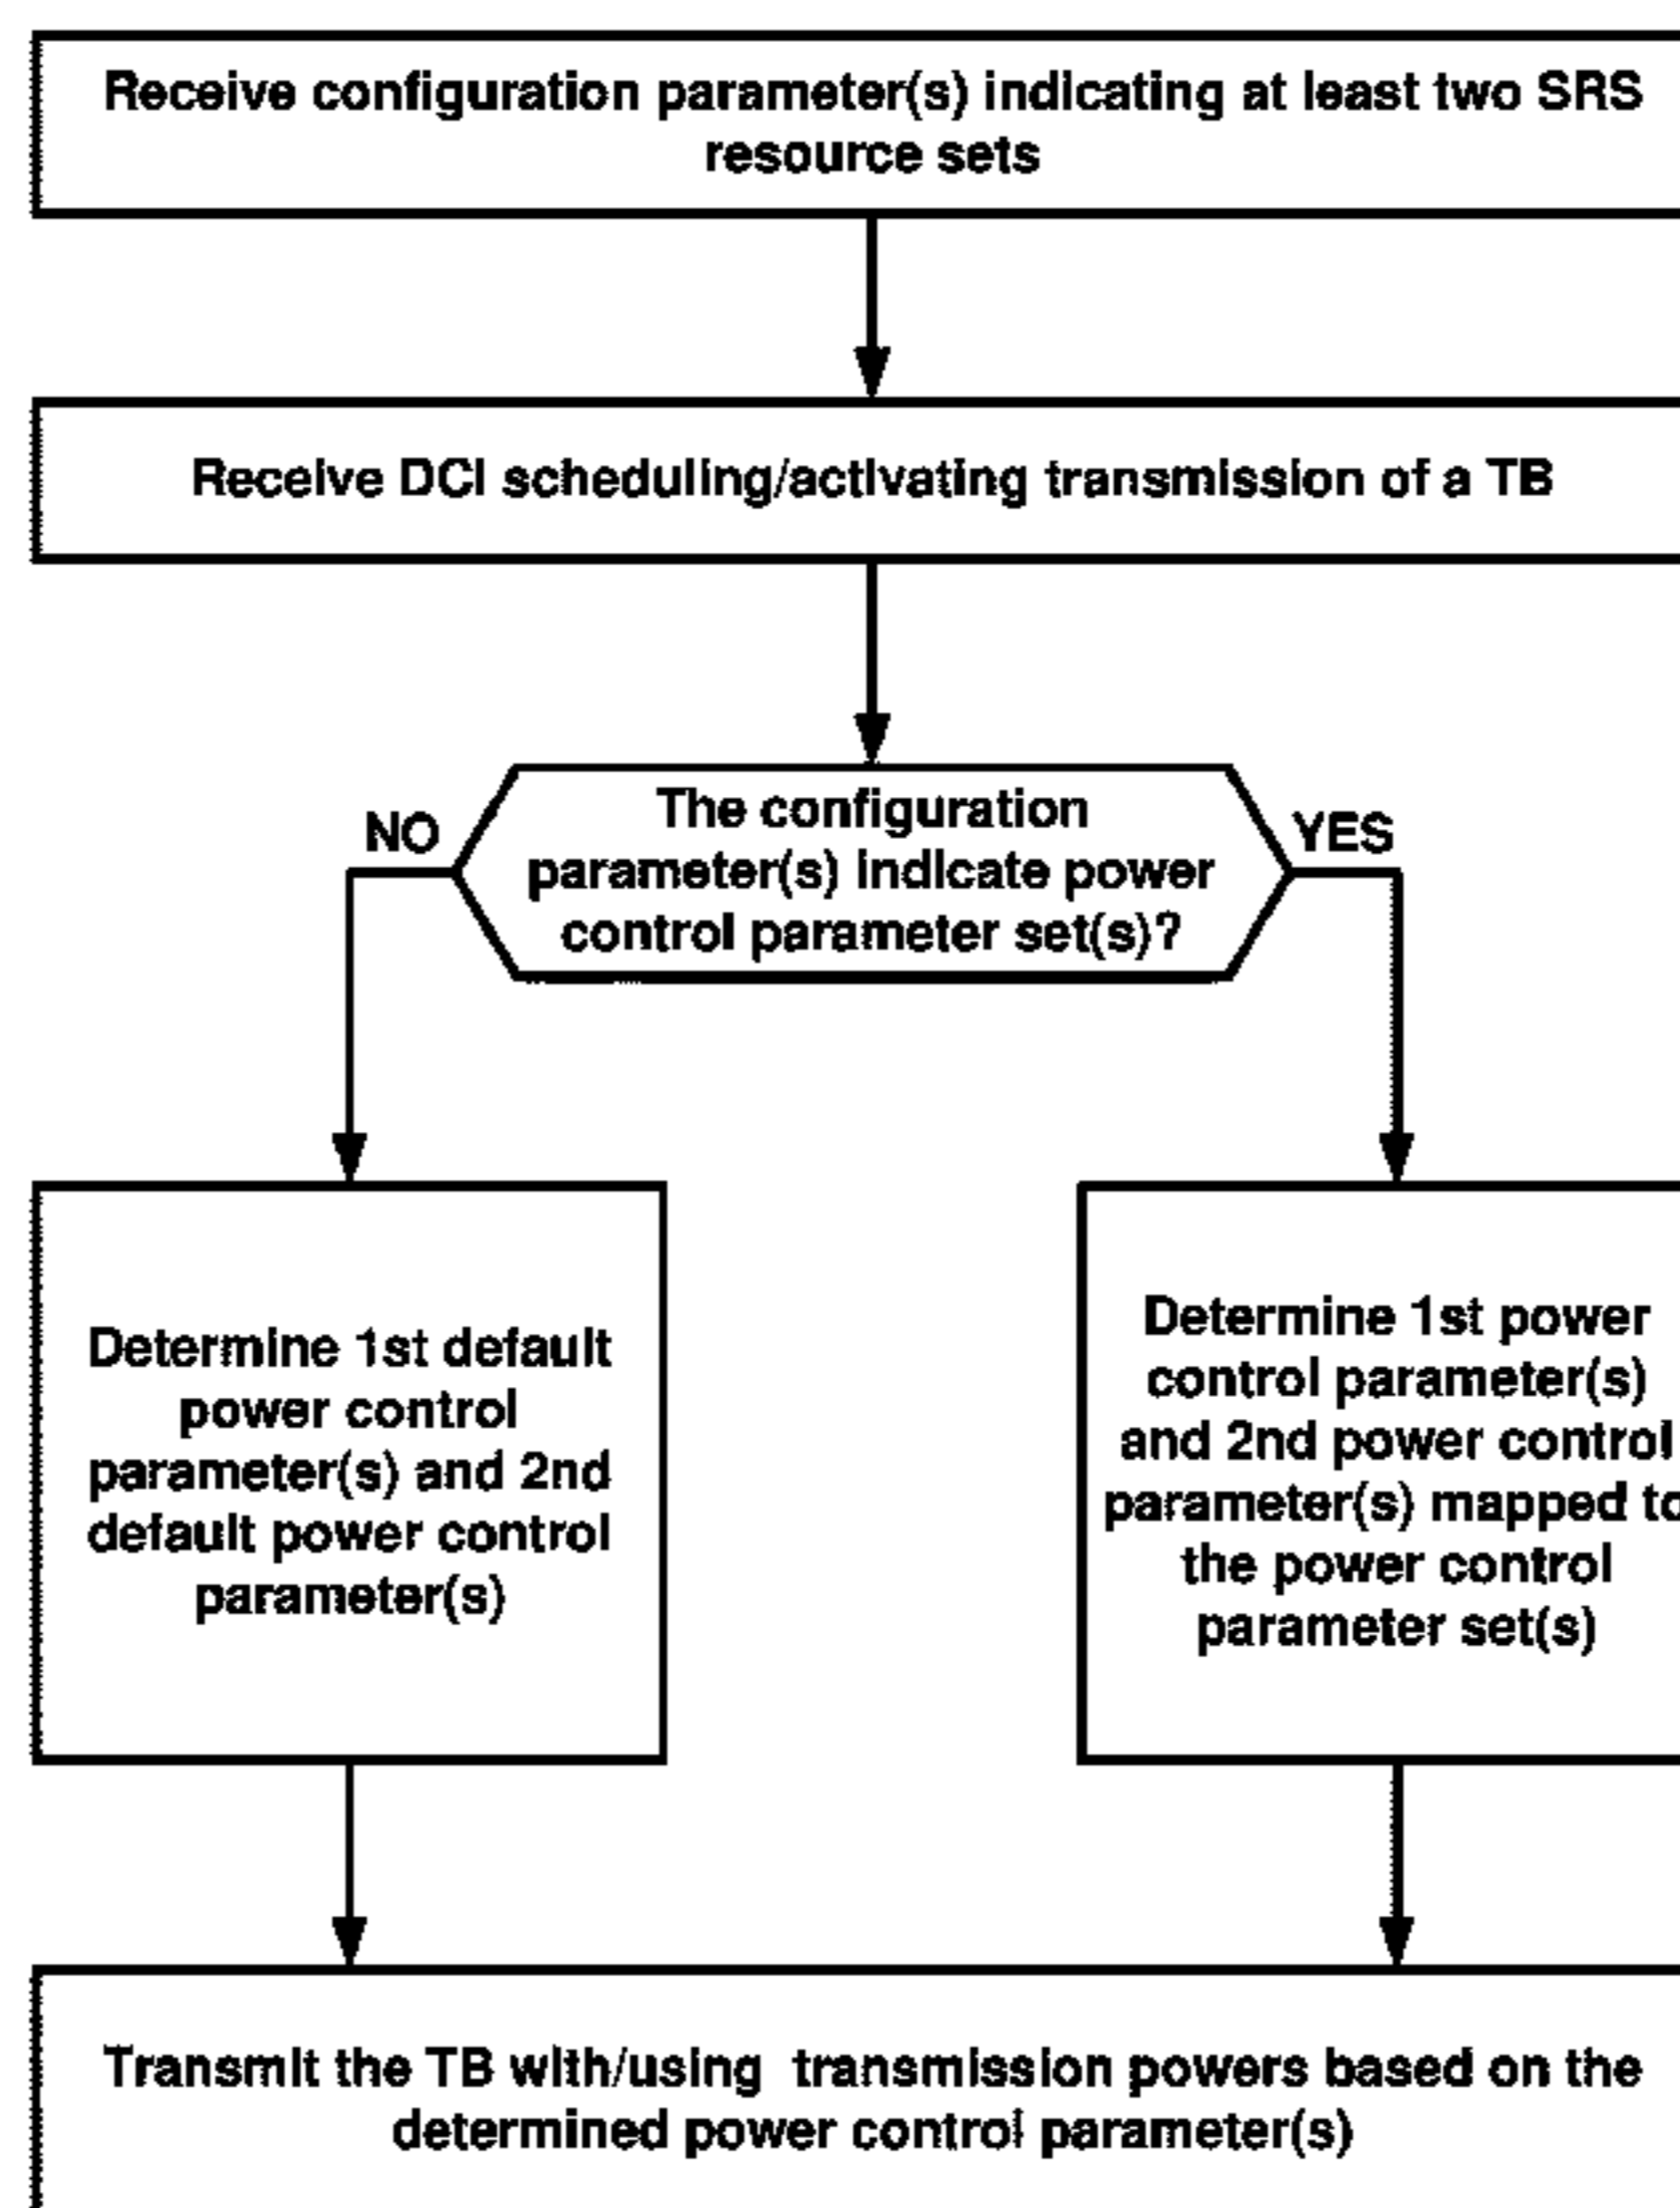 Receive configuration parameter(s) indicating at least two SRS
resource sets
Receive DCI scheduling/activating transmission of a TB
The configuration
parameter(s) indicate power
control parameter set(s)?
NO
YES
Determine 1st default
power control
parameter(s) and 2nd
default power control
parameter(s)
Determine 1st power
control parameter(s)
and 2nd power control
parameter(s) mapped to
the power control
parameter set(s)
Transmit the TB with/using transmission powers based on the
determined power control parameter(s)